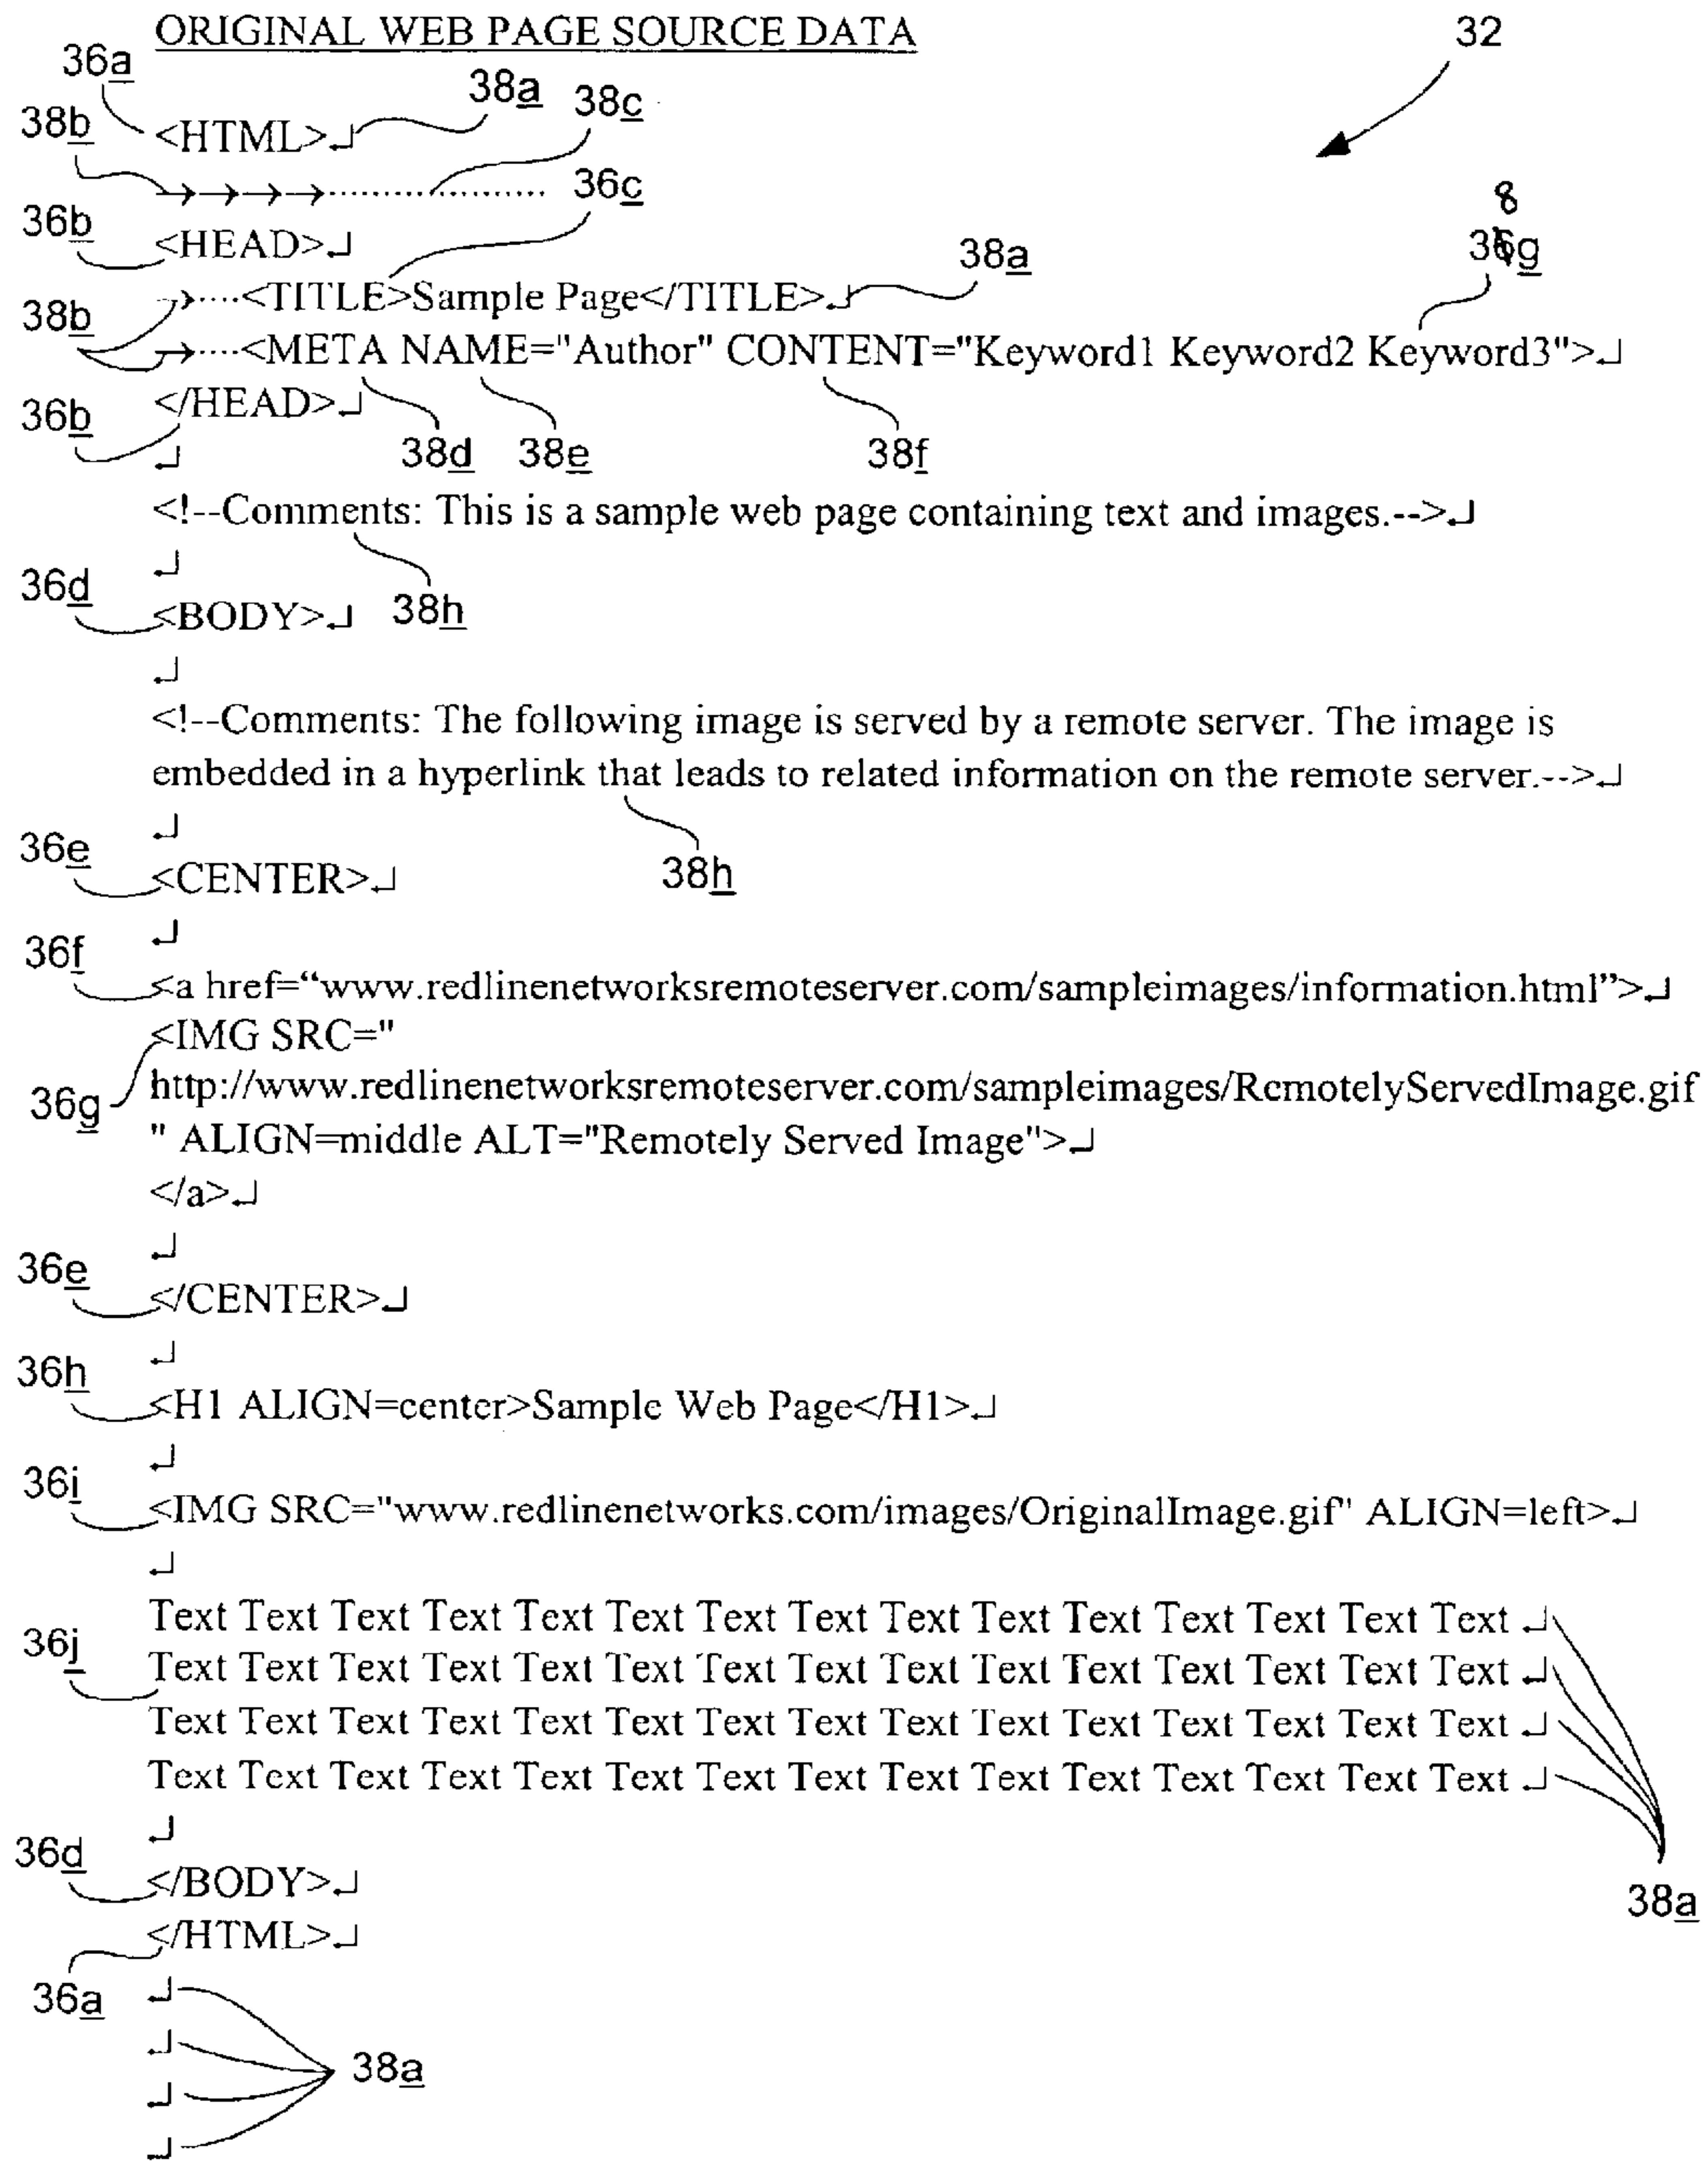 ORIGINAL WEB PAGE SOURCE DATA
32
36a
38a
38c
38b
<HTML>↵
→→→→......................
36c
36b
<HEAD>↵
38a
8
36g
→....<TITLE>Sample Page</TITLE>↵
38b
→....<META NAME="Author" CONTENT="Keyword1 Keyword2 Keyword3">↵
</HEAD>↵
36b
38d
38e
38f
↵
<!--Comments: This is a sample web page containing text and images.-->↵
↵
36d
<BODY>↵
38h
↵
<!--Comments: The following image is served by a remote server. The image is
embedded in a hyperlink that leads to related information on the remote server.-->↵
↵
36e
<CENTER>↵
38h
↵
36f
<a href=“www.redlinenetworksremoteserver.com/sampleimages/information.html”>↵
<IMG SRC="
http://www.redlinenetworksremoteserver.com/sampleimages/RemotelyServedImage.gif
36g
" ALIGN=middle ALT="Remotely Served Image">↵
</a>↵
↵
36e
</CENTER>↵
↵
36h
<H1 ALIGN=center>Sample Web Page</H1>↵
↵
36i
<IMG SRC="www.redlinenetworks.com/images/OriginalImage.gif" ALIGN=left>↵
↵
Text Text Text Text Text Text Text Text Text Text Text Text Text Text Text ↵
36j
Text Text Text Text Text Text Text Text Text Text Text Text Text Text Text ↵
Text Text Text Text Text Text Text Text Text Text Text Text Text Text Text ↵
Text Text Text Text Text Text Text Text Text Text Text Text Text Text Text ↵
↵
36d
</BODY>↵
38a
</HTML>↵
36a
↵
↵
38a
↵
↵